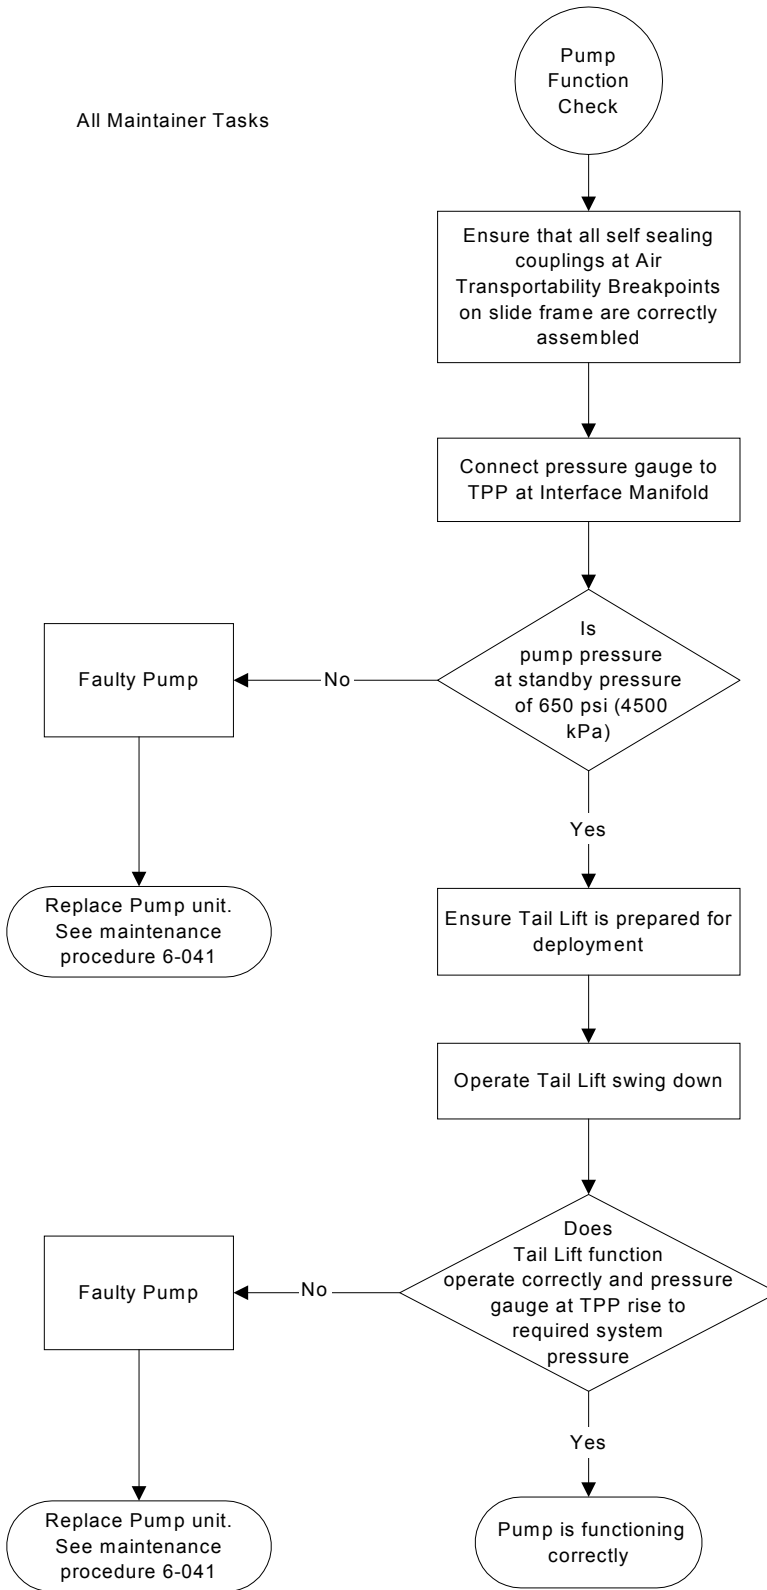 Pump
Function
Check
All Maintainer Tasks
Ensure that all self sealing
couplings at Air
Transportability Breakpoints
on slide frame are correctly
assembled
Connect pressure gauge to
TPP at Interface Manifold
Is
pump pressure
at standby pressure
of 650 psi (4500
kPa)
No
Faulty Pump
Replace Pump unit.
See maintenance
procedure 6-041
Yes
Ensure Tail Lift is prepared for
deployment
Operate Tail Lift swing down
Does
Tail Lift function
operate correctly and pressure
gauge at TPP rise to
required system
pressure
No
Faulty Pump
Replace Pump unit.
See maintenance
procedure 6-041
Yes
Pump is functioning
correctly